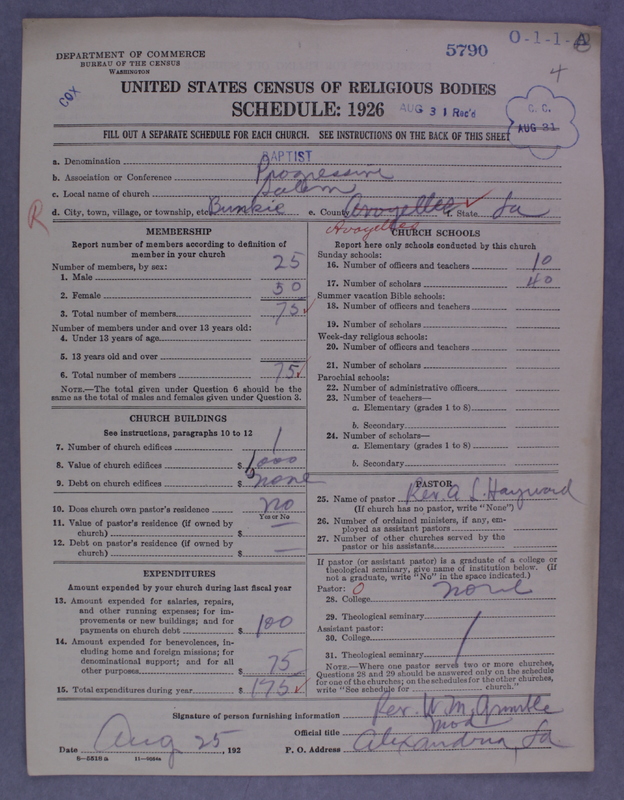 5790
O-1-1-A
4
DEPARTMENT OF COMMERCE
BUREAU OF THE CENSUS
WASHINGTON
COX
UNITED STATES CENSUS OF RELIGIOUS BODIES
SCHEDULE: 1926
AUG 31 Rec'd
C. C.
AUG 31
FILL OUT A SEPARATE SCHEDULE FOR EACH CHURCH. SEE INSTRUCTIONS ON THE BACK OF THIS SHEET
a. Denomination BAPTIST
b. Association or Conference Progressive
c. Local name of church Salem
R
d. City, town, village, or township, etc. Bunkie e. County Avoyelles f. State La
Avoyelles
MEMBERSHIP
Report number of members according to definition of
member in your church
Number of members, by sex:
1. Male 25
2. Female 50
3. Total number of members 75
Number of members under and over 13 years old:
4. Under 13 years of age
5. 13 years old and over
6. Total number of members 75
NOTE.—The total given under Question 6 should be the
same as the total of males and females given under Question 3.
CHURCH BUILDINGS
See instructions, paragraphs 10 to 12
7. Number of church edifices 1
8. Value of church edifices $ 1000
9. Debt on church edifices $ none
10. Does church own pastor's residence no
Yes or No
11. Value of pastor's residence (if owned by
church) $ —
12. Debt on pastor's residence (if owned by
church) $ —
EXPENDITURES
Amount expended by your church during last fiscal year
13. Amount expended for salaries, repairs,
and other running expenses; for im-
provements or new buildings; and for
payments on church debt $ 100
14. Amount expended for benevolences, in-
cluding home and foreign missions; for
denominational support; and for all
other purposes $ 75
15. Total expenditures during year $ 175
CHURCH SCHOOLS
Report here only schools conducted by this church
Sunday schools:
16. Number of officers and teachers 10
17. Number of scholars 40
Summer vacation Bible schools:
18. Number of officers and teachers
19. Number of scholars
Week-day religious schools:
20. Number of officers and teachers
21. Number of scholars
Parochial schools:
22. Number of administrative officers
23. Number of teachers—
a. Elementary (grades 1 to 8)
b. Secondary
24. Number of scholars—
a. Elementary (grades 1 to 8)
b. Secondary
PASTOR
25. Name of pastor Rev. A. L. Hayward
(If church has no pastor, write "None")
26. Number of ordained ministers, if any, em-
ployed as assistant pastors
27. Number of other churches served by the
pastor or his assistants
If pastor (or assistant pastor) is a graduate of a college or
theological seminary, give name of institution below. (If
not a graduate, write "No" in the space indicated.)
Pastor: O
28. College none
29. Theological seminary
Assistant pastor:
30. College
31. Theological seminary
NOTE.—Where one pastor serves two or more churches,
Questions 28 and 29 should be answered only on the schedule
for one of the churches; on the schedules for the other churches,
write "See schedule for church."
Signature of person furnishing information Rev. W. M.
Official title Mod
Date Aug 25, 192 P. O. Address Alexandria, La
8—5518 a 11—9564a